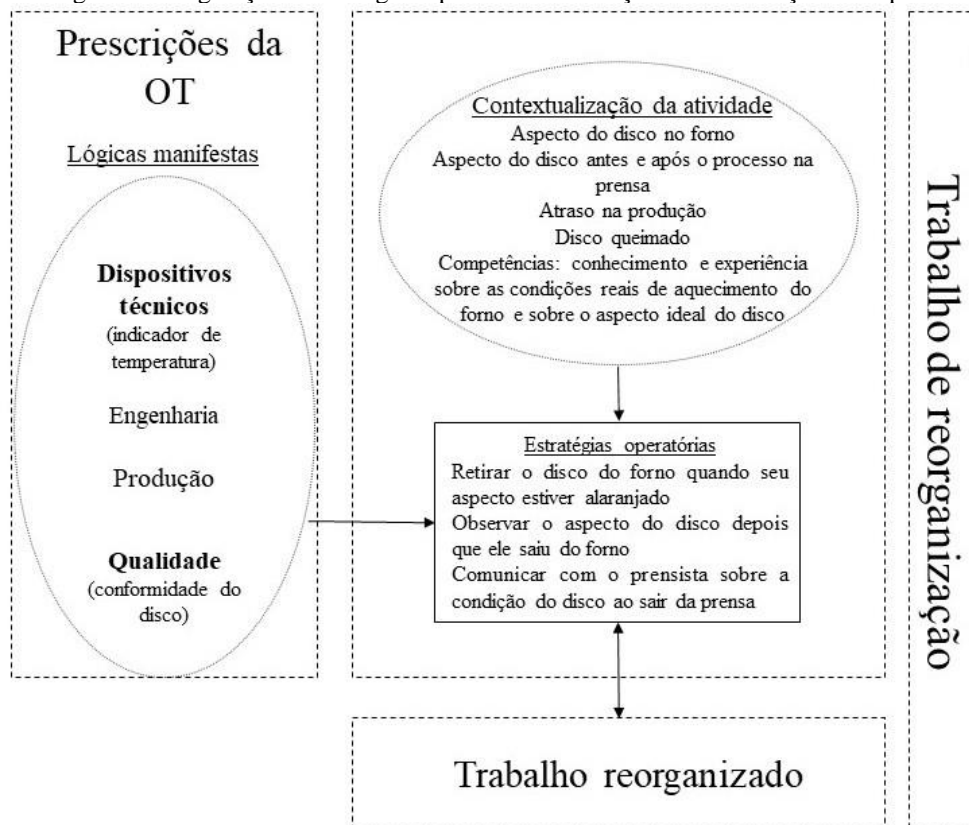 Prescrições da
OT
Lógicas manifestas
Dispositivos
técnicos
(indicador de
temperatura)
Engenharia
Produção
Qualidade
(conformidade do
disco)
Contextualização da atividade
Aspecto do disco no forno
Aspecto do disco antes e após o processo na
prensa
Atraso na produção
Disco queimado
Competências: conhecimento e experiência
sobre as condições reais de aquecimento do
forno e sobre o aspecto ideal do disco
Estratégias operatórias
Retirar o disco do forno quando seu
aspecto estiver alaranjado
Observar o aspecto do disco depois
que ele saiu do forno
Comunicar com o prensista sobre a
condição do disco ao sair da prensa
Trabalho reorganizado
Trabalho de reorganização